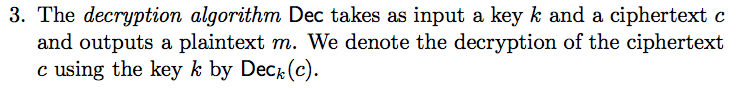 3. The decryption algorithm Dec takes as input a key k and a ciphertext c
and outputs a plaintext m. We denote the decryption of the ciphertext
c using the key k by Decₖ(c).